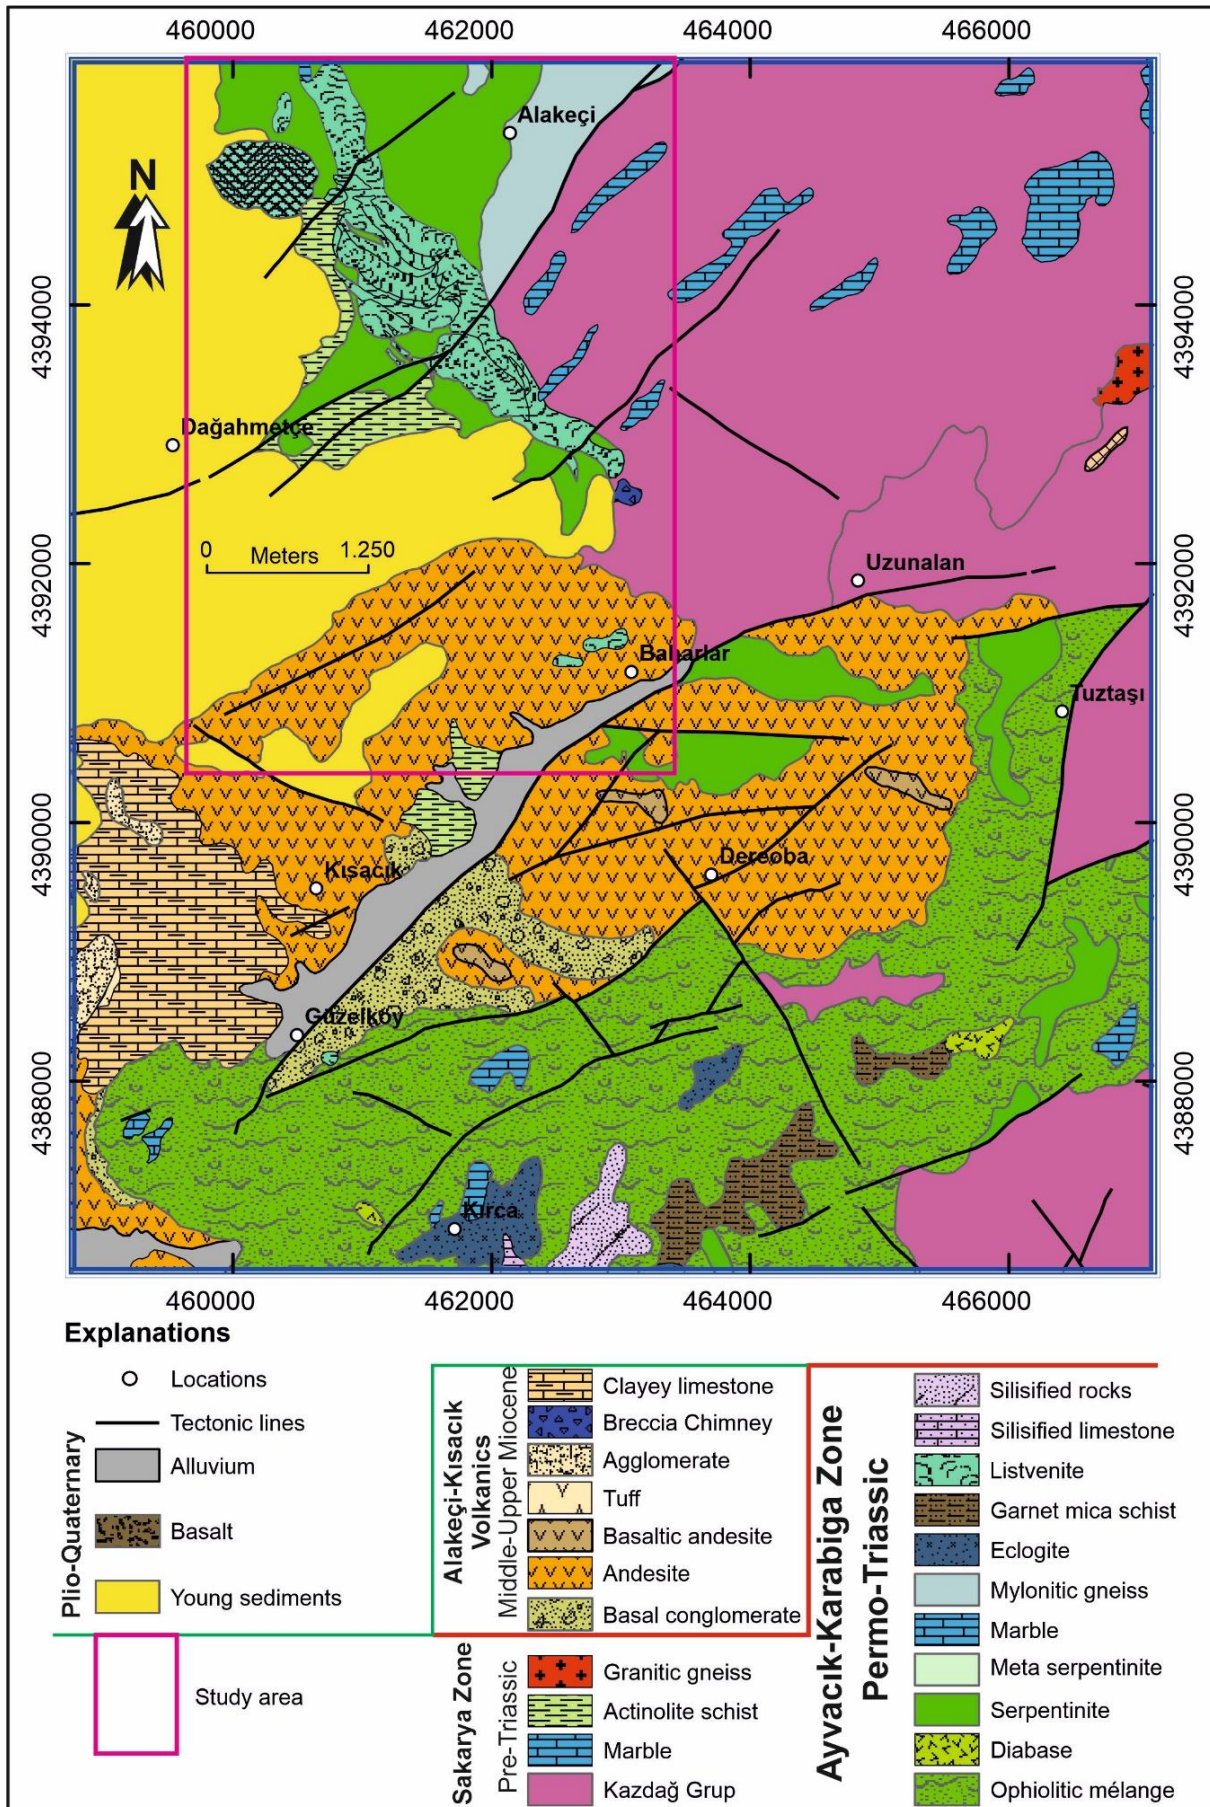 460000 462000 464000 466000
Alakeçi
N
4394000
4394000
Dağahmetçe
0 Meters 1.250
4392000
Uzunalan
4392000
Baharlar
Tuztaşı
4390000
Dereoba
4390000
Kısacık
Güzelköy
4388000
4388000
Kırca
460000 462000 464000 466000
Explanations
Plio-Quaternary
Locations
Tectonic lines
Alluvium
Basalt
Young sediments
Study area
Alakeçi-Kısacık
Volkanics
Middle-Upper Miocene
Clayey limestone
Breccia Chimney
Agglomerate
Tuff
Basaltic andesite
Andesite
Basal conglomerate
Sakarya Zone
Pre-Triassic
Granitic gneiss
Actinolite schist
Marble
Kazdağ Grup
Ayvacık-Karabiga Zone
Permo-Triassic
Silisified rocks
Silisified limestone
Listvenite
Garnet mica schist
Eclogite
Mylonitic gneiss
Marble
Meta serpentinite
Serpentinite
Diabase
Ophiolitic mélange